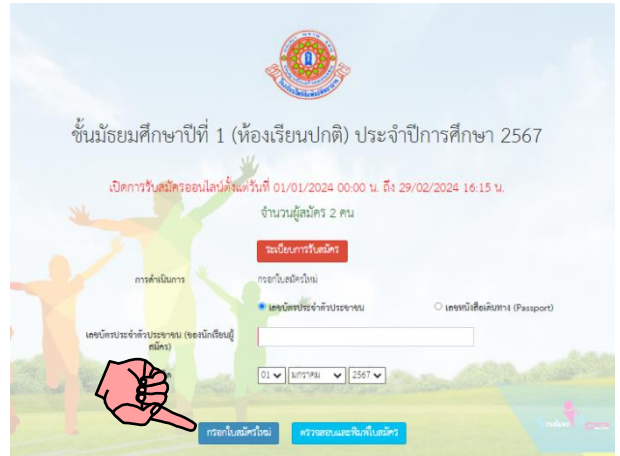 ชั้นมัธยมศึกษาปีที่ 1 (ห้องเรียนปกติ) ประจำปีการศึกษา 2567
เปิดการรับสมัครออนไลน์ตั้งแต่วันที่ 01/01/2024 00:00 น. ถึง 29/02/2024 16:15 น.
จำนวนผู้สมัคร 2 คน
ระเบียบการรับสมัคร
การดำเนินการ กรอกใบสมัครใหม่
เลขบัตรประจำตัวประชาชน เลขหนังสือเดินทาง (Passport)
เลขบัตรประจำตัวประชาชน (ของนักเรียนผู้
สมัคร)
01 มกราคม 2567
กรอกใบสมัครใหม่ ตรวจสอบและพิมพ์ใบสมัคร